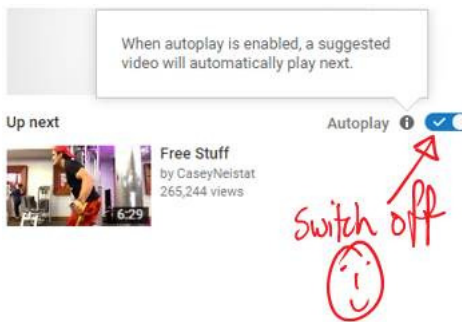 When autoplay is enabled, a suggested
video will automatically play next.
Up next
Autoplay
Free Stuff
by CaseyNeistat
265,244 views
6:29
switch off